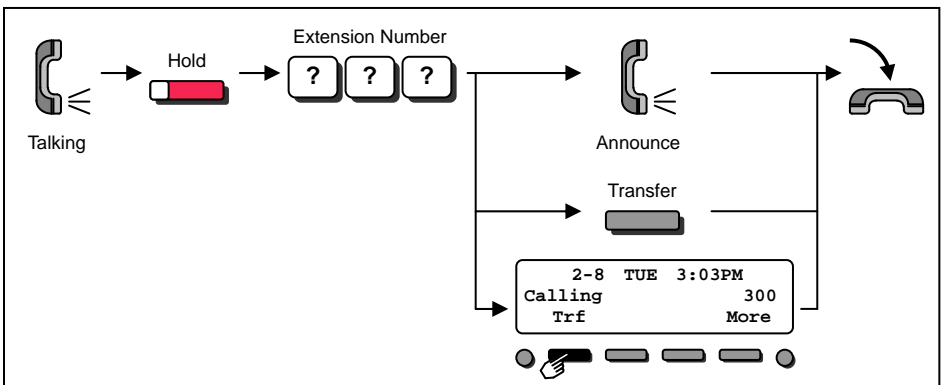 Extension Number
Hold
? ? ?
Talking
Announce
Transfer
2-8 TUE 3:03PM
Calling 300
Trf More